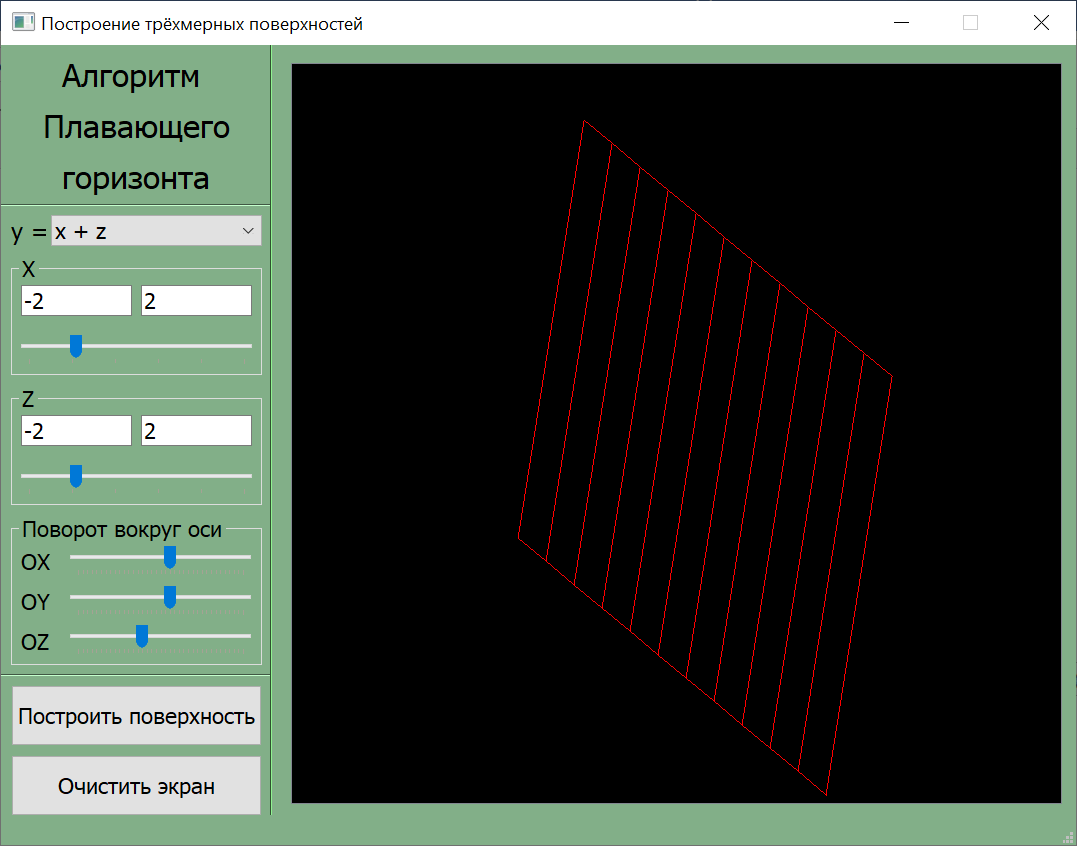 Построение трёхмерных поверхностей
Алгоритм
Плавающего
горизонта
y = x + z
X
-2 2
Z
-2 2
Поворот вокруг оси
OX
OY
OZ
Построить поверхность
Очистить экран